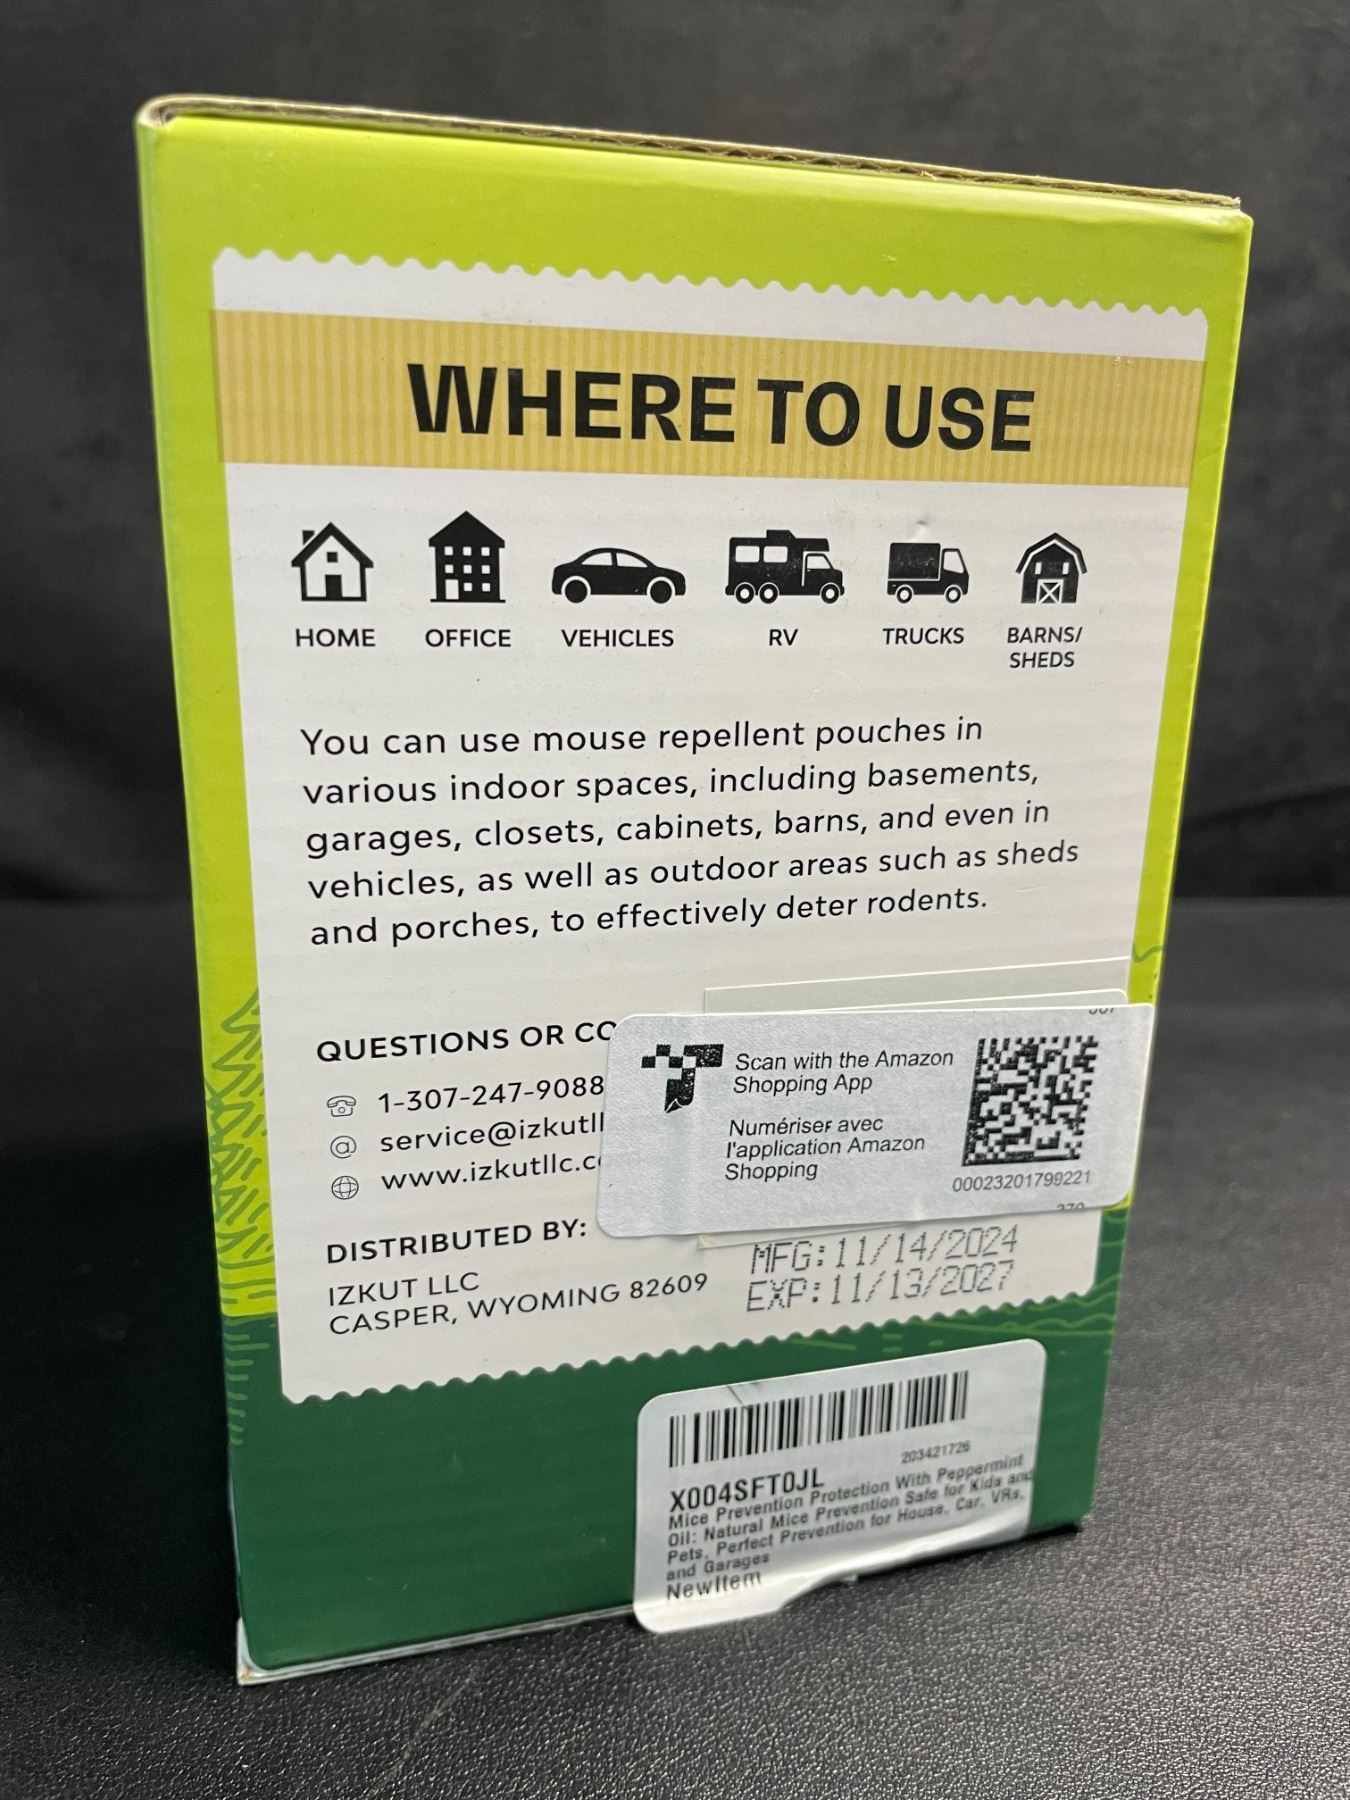 WHERE TO USE
HOME
OFFICE
VEHICLES
RV
TRUCKS
BARNS/
SHEDS
You can use mouse repellent pouches in
various indoor spaces, including basements,
garages, closets, cabinets, barns, and even in
vehicles, as well as outdoor areas such as sheds
and porches, to effectively deter rodents.
QUESTIONS OR CO
1-307-247-9088
service@izkutll
www.izkutllc.c
DISTRIBUTED BY:
IZKUT LLC
CASPER, WYOMING 82609
Scan with the Amazon
Shopping App
Numériser avec
l'application Amazon
Shopping
00023201799221
MFG:11/14/2024
EXP:11/13/2027
203421726
X004SFT0JL
Mice Prevention Protection With Peppermint
Oil: Natural Mice Prevention Safe for Kids and
Pets, Perfect Prevention for House, Car, VRs,
and Garages
NewItem